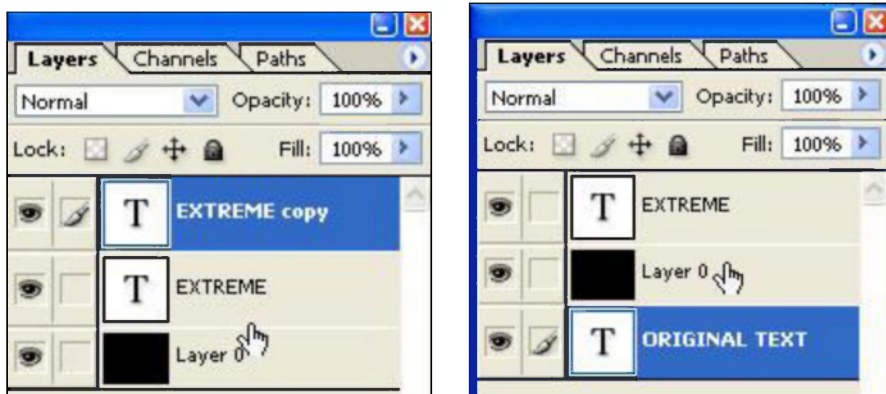 Layers Channels Paths
Normal Opacity: 100%
Lock: Fill: 100%
T EXTREME copy
T EXTREME
Layer 0
Layers Channels Paths
Normal Opacity: 100%
Lock: Fill: 100%
T EXTREME
Layer 0
T ORIGINAL TEXT